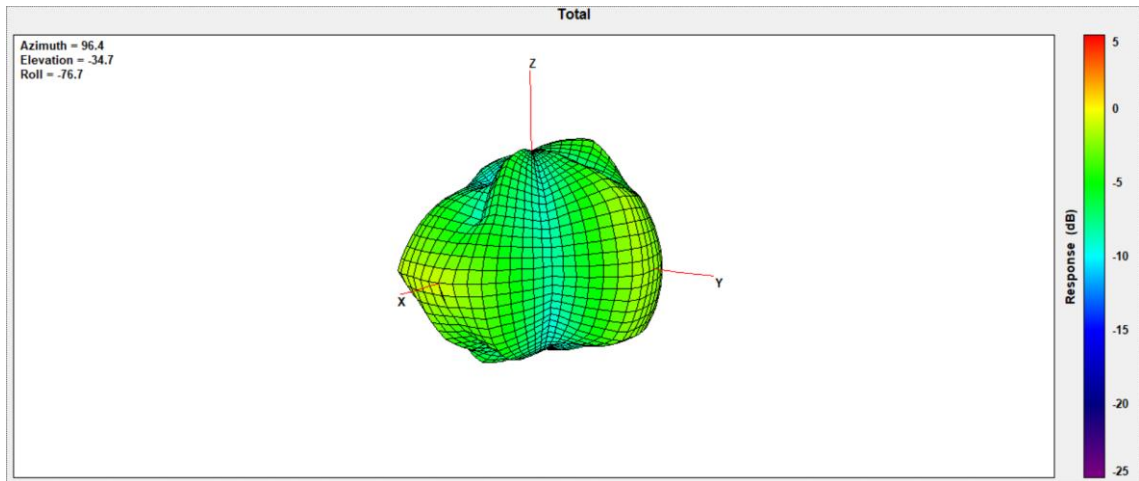 Total
Azimuth = 96.4
Elevation = -34.7
Roll = -76.7
Z
X
Y
5
0
-5
-10
-15
-20
-25
Response (dB)